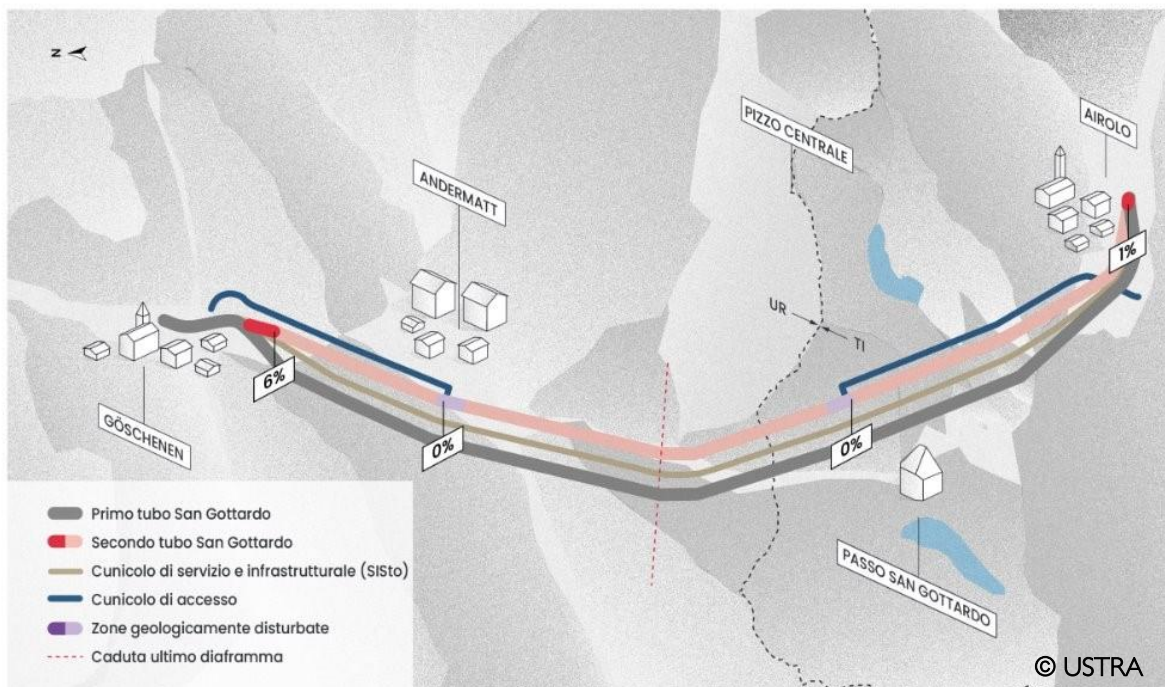 N
PIZZO CENTRALE
AIROLO
ANDERMATT
1%
UR
TI
6%
GÖSCHENEN
0%
0%
PASSO SAN GOTTARDO
Primo tubo San Gottardo
Secondo tubo San Gottardo
Cunicolo di servizio e infrastrutturale (SISto)
Cunicolo di accesso
Zone geologicamente disturbate
Caduta ultimo diaframma
© USTRA